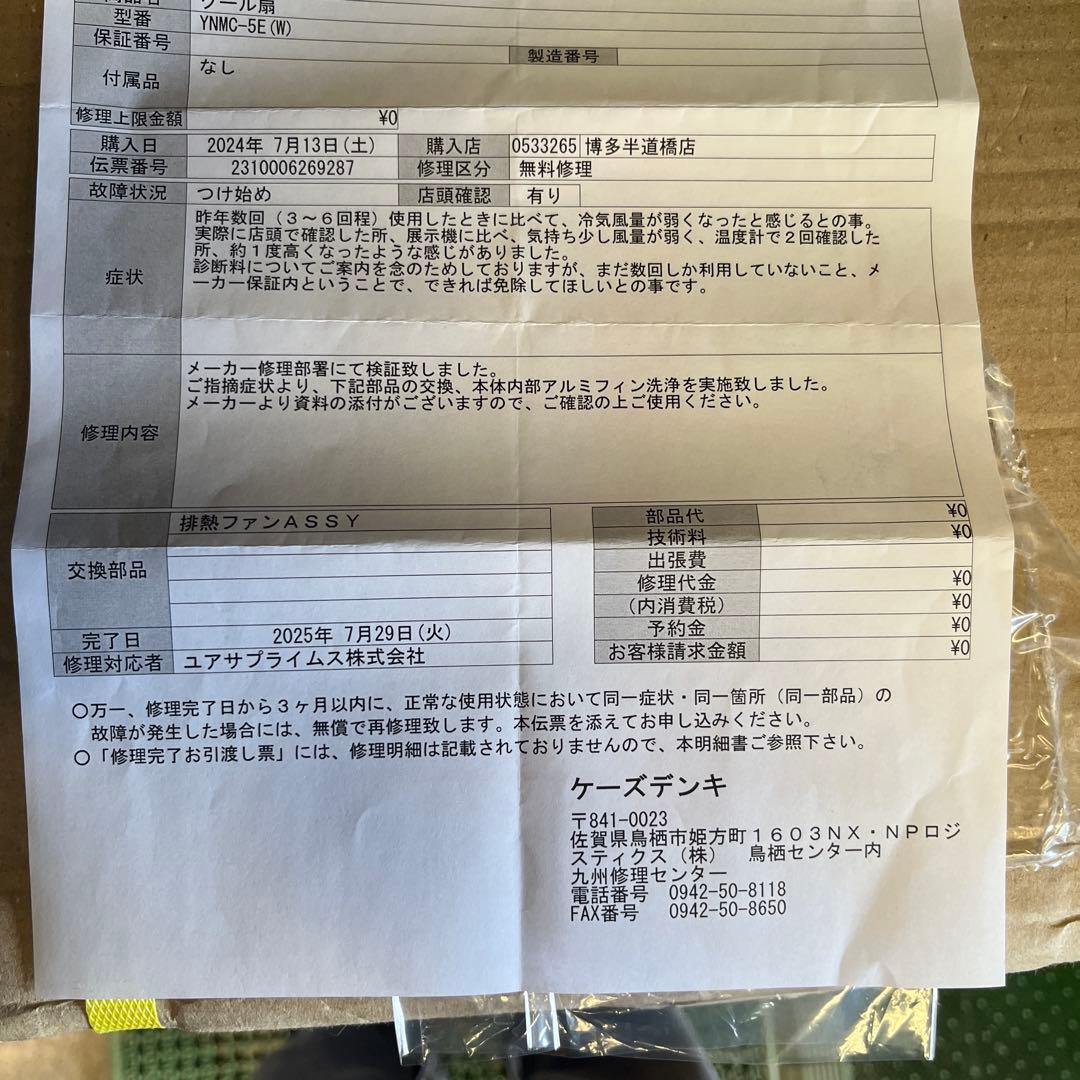 クール扇
型番 YNMC-5E(W)
保証番号 製造番号
付属品 なし
修理上限金額 ¥0
購入日 2024年 7月13日(土) 購入店 0533265 博多半道橋店
伝票番号 2310006269287 修理区分 無料修理
故障状況 つけ始め 店頭確認 有り
症状
昨年数回（３～６回程）使用したときに比べて、冷気風量が弱くなったと感じるとの事。
実際に店頭で確認した所、展示機に比べ、気持ち少し風量が弱く、温度計で２回確認した
所、約１度高くなったような感じがありました。
診断料についてご案内を念のためしておりますが、まだ数回しか利用していないこと、メ
ーカー保証内ということで、できれば免除してほしいとの事です。
修理内容
メーカー修理部署にて検証致しました。
ご指摘症状より、下記部品の交換、本体内部アルミフィン洗浄を実施致しました。
メーカーより資料の添付がございますので、ご確認の上ご使用ください。
交換部品 排熱ファンＡＳＳＹ
完了日 2025年 7月29日(火)
修理対応者 ユアサプライムス株式会社
部品代 ¥0
技術料 ¥0
出張費
修理代金 ¥0
(内消費税) ¥0
予約金 ¥0
お客様請求金額 ¥0
○万一、修理完了日から３ヶ月以内に、正常な使用状態において同一症状・同一箇所（同一部品）の
故障が発生した場合には、無償で再修理致します。本伝票を添えてお申し込みください。
○「修理完了お引渡し票」には、修理明細は記載されておりませんので、本明細書ご参照下さい。
ケーズデンキ
〒841-0023
佐賀県鳥栖市姫方町１６０３ＮＸ・ＮＰロジ
スティクス（株） 鳥栖センター内
九州修理センター
電話番号 0942-50-8118
FAX番号 0942-50-8650